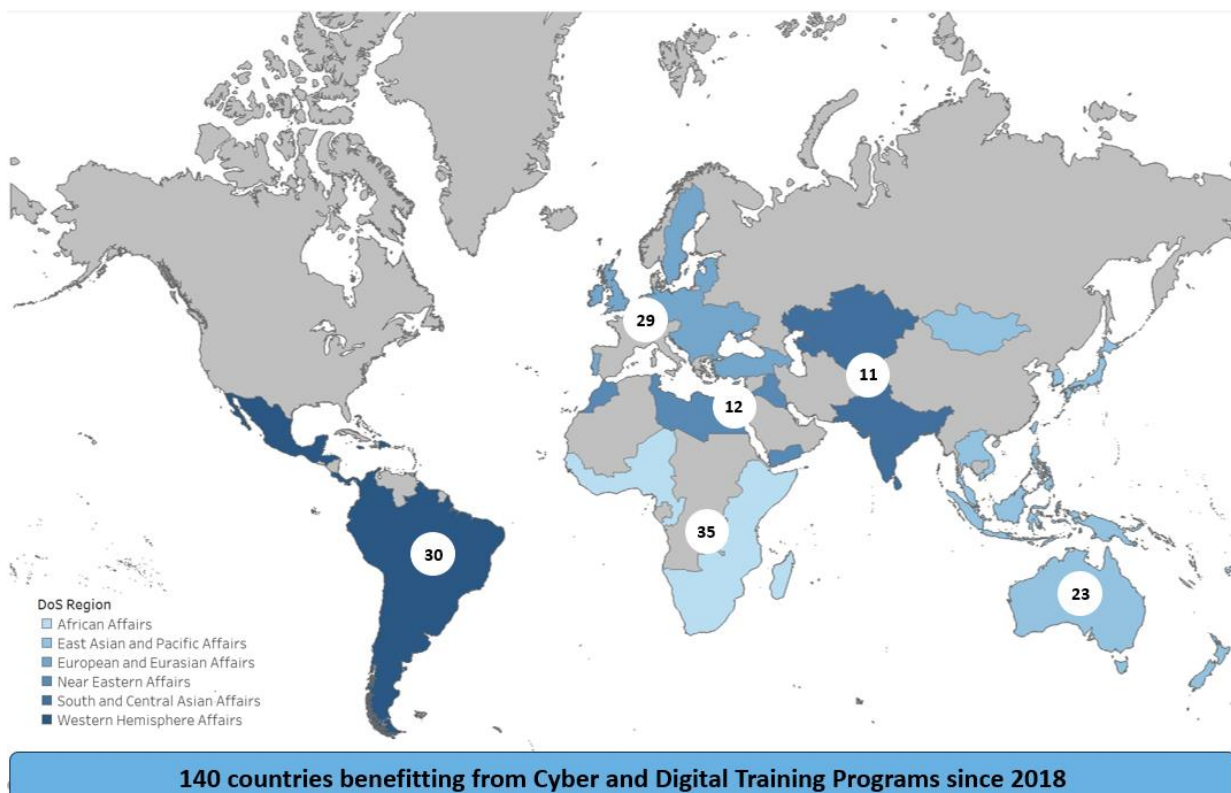 29
11
12
35
30
23
DoS Region
African Affairs
East Asian and Pacific Affairs
European and Eurasian Affairs
Near Eastern Affairs
South and Central Asian Affairs
Western Hemisphere Affairs
140 countries benefitting from Cyber and Digital Training Programs since 2018